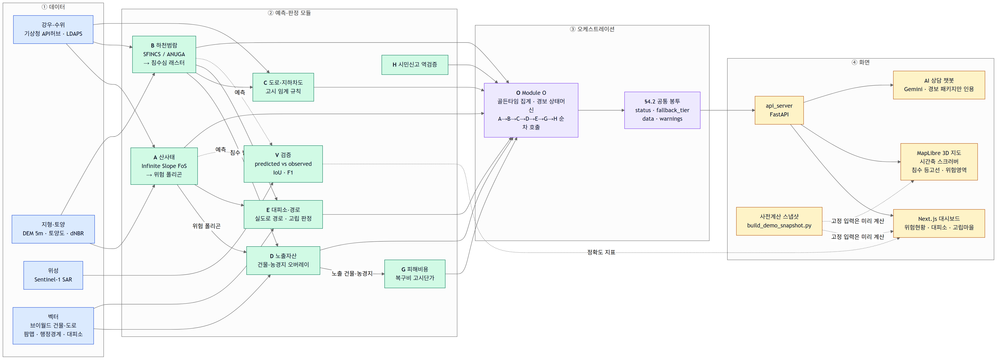 ① 데이터
강우·수위
기상청 API허브 · LDAPS
지형·토양
DEM 5m · 토양도 · dNBR
위성
Sentinel-1 SAR
벡터
브이월드 건물·도로
팜맵 · 행정경계 · 대피소
② 예측·판정 모듈
B 하천범람
SFINCS / ANUGA
→ 침수심 래스터
A 산사태
Infinite Slope FoS
→ 위험 폴리곤
C 도로·지하차도
고시 임계 규칙
예측
예측
침수
V 검증
predicted vs observed
IoU · F1
E 대피소·경로
실도로 경로 · 고립 판정
위험 폴리곤
D 노출자산
건물·농경지 오버레이
노출 건물·농경지
H 시민신고 역검증
G 피해비용
복구비 고시단가
③ 오케스트레이션
O Module O
골든타임 집계 · 경보 상태머
신
A→B→C→D→E→G→H 순
차 호출
§4.2 공통 봉투
status · fallback_tier
data · warnings
정확도 지표
④ 화면
api_server
FastAPI
사전계산 스냅샷
build_demo_snapshot.py
고정 입력은 미리 계산
고정 입력은 미리 계산
AI 상담 챗봇
Gemini · 경보 패키지만 인용
MapLibre 3D 지도
시간축 스크러버
침수 등고선 · 위험영역
Next.js 대시보드
위험현황 · 대피소 · 고립마을